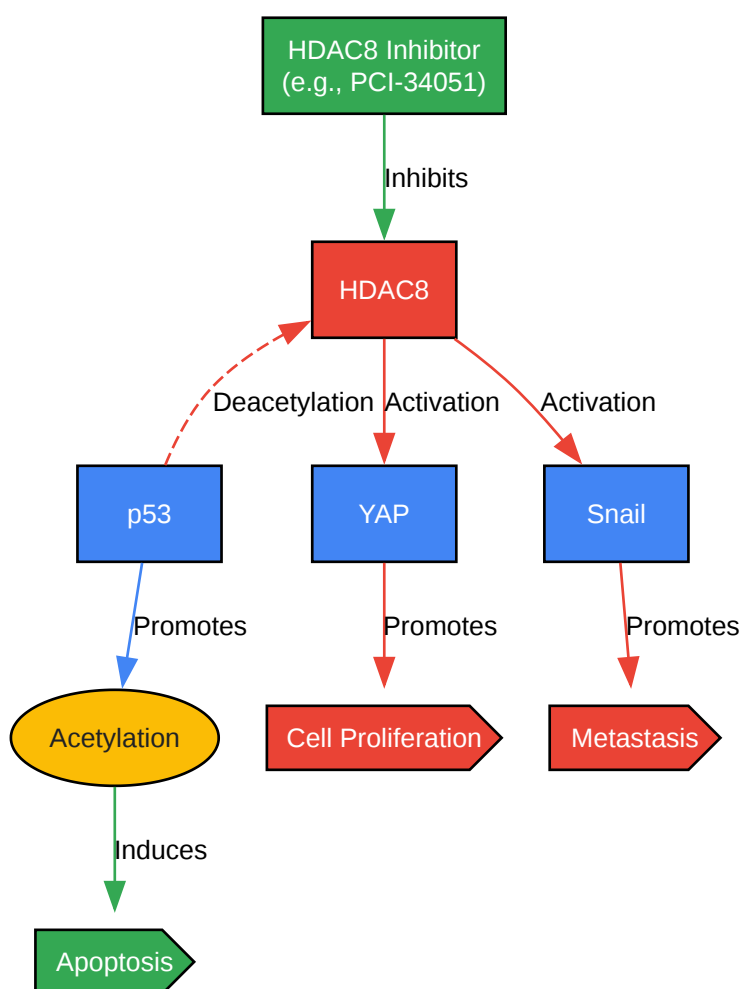 HDAC8 Inhibitor
(e.g., PCI-34051)
Inhibits
HDAC8
Deacetylation
Activation
Activation
p53
YAP
Snail
Promotes
Promotes
Promotes
Acetylation
Cell Proliferation
Metastasis
Induces
Apoptosis